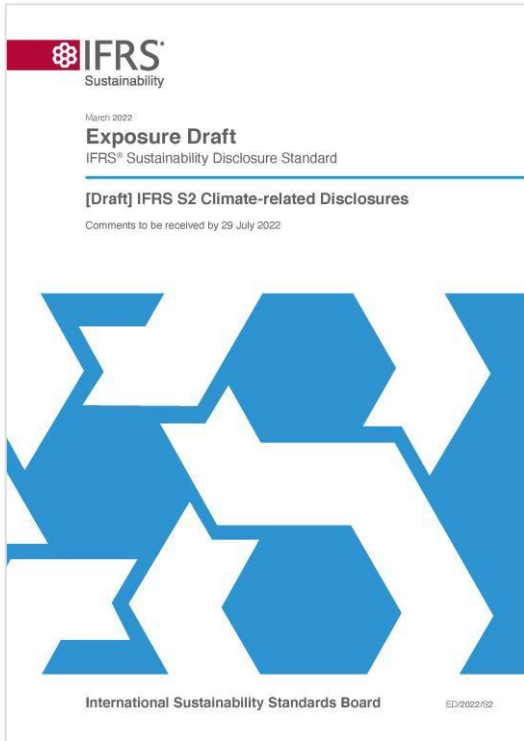 IFRS®
Sustainability
March 2022
Exposure Draft
IFRS® Sustainability Disclosure Standard
[Draft] IFRS S2 Climate-related Disclosures
Comments to be received by 29 July 2022
International Sustainability Standards Board
ED/2022/S2